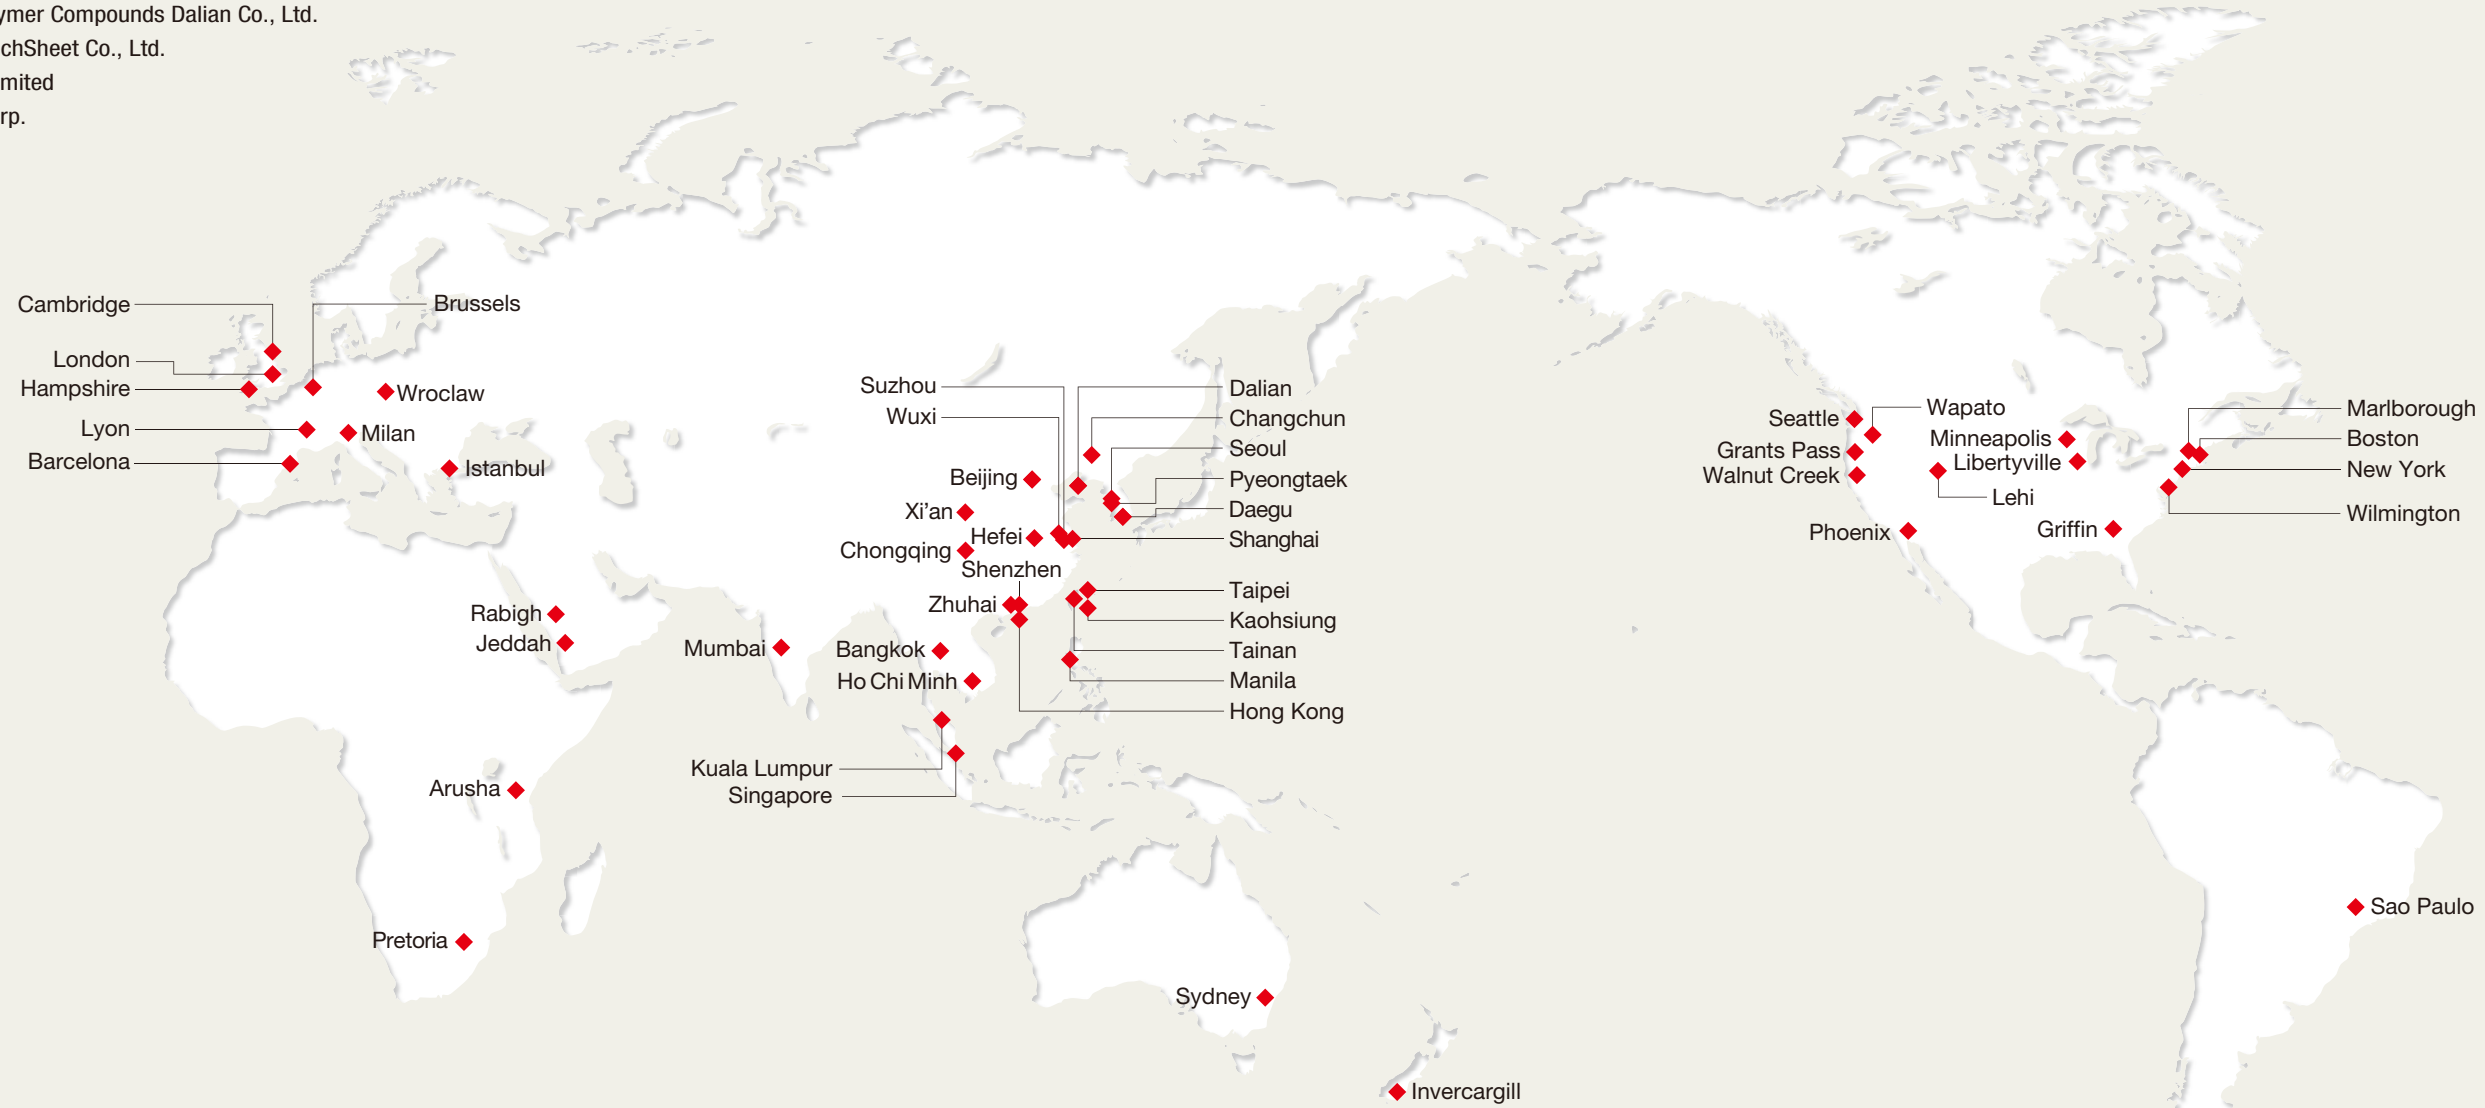 ymer Compounds Dalian Co., Ltd.
chSheet Co., Ltd.
mited
rp.
Cambridge
London
Hampshire
Lyon
Barcelona
Brussels
Wroclaw
Milan
Istanbul
Rabigh
Jeddah
Arusha
Pretoria
Mumbai
Suzhou
Wuxi
Beijing
Xi'an
Hefei
Chongqing
Shenzhen
Zhuhai
Bangkok
Ho Chi Minh
Kuala Lumpur
Singapore
Dalian
Changchun
Seoul
Pyeongtaek
Daegu
Shanghai
Taipei
Kaohsiung
Tainan
Manila
Hong Kong
Sydney
Invercargill
Seattle
Grants Pass
Walnut Creek
Phoenix
Wapato
Minneapolis
Libertyville
Lehi
Griffin
Marlborough
Boston
New York
Wilmington
Sao Paulo